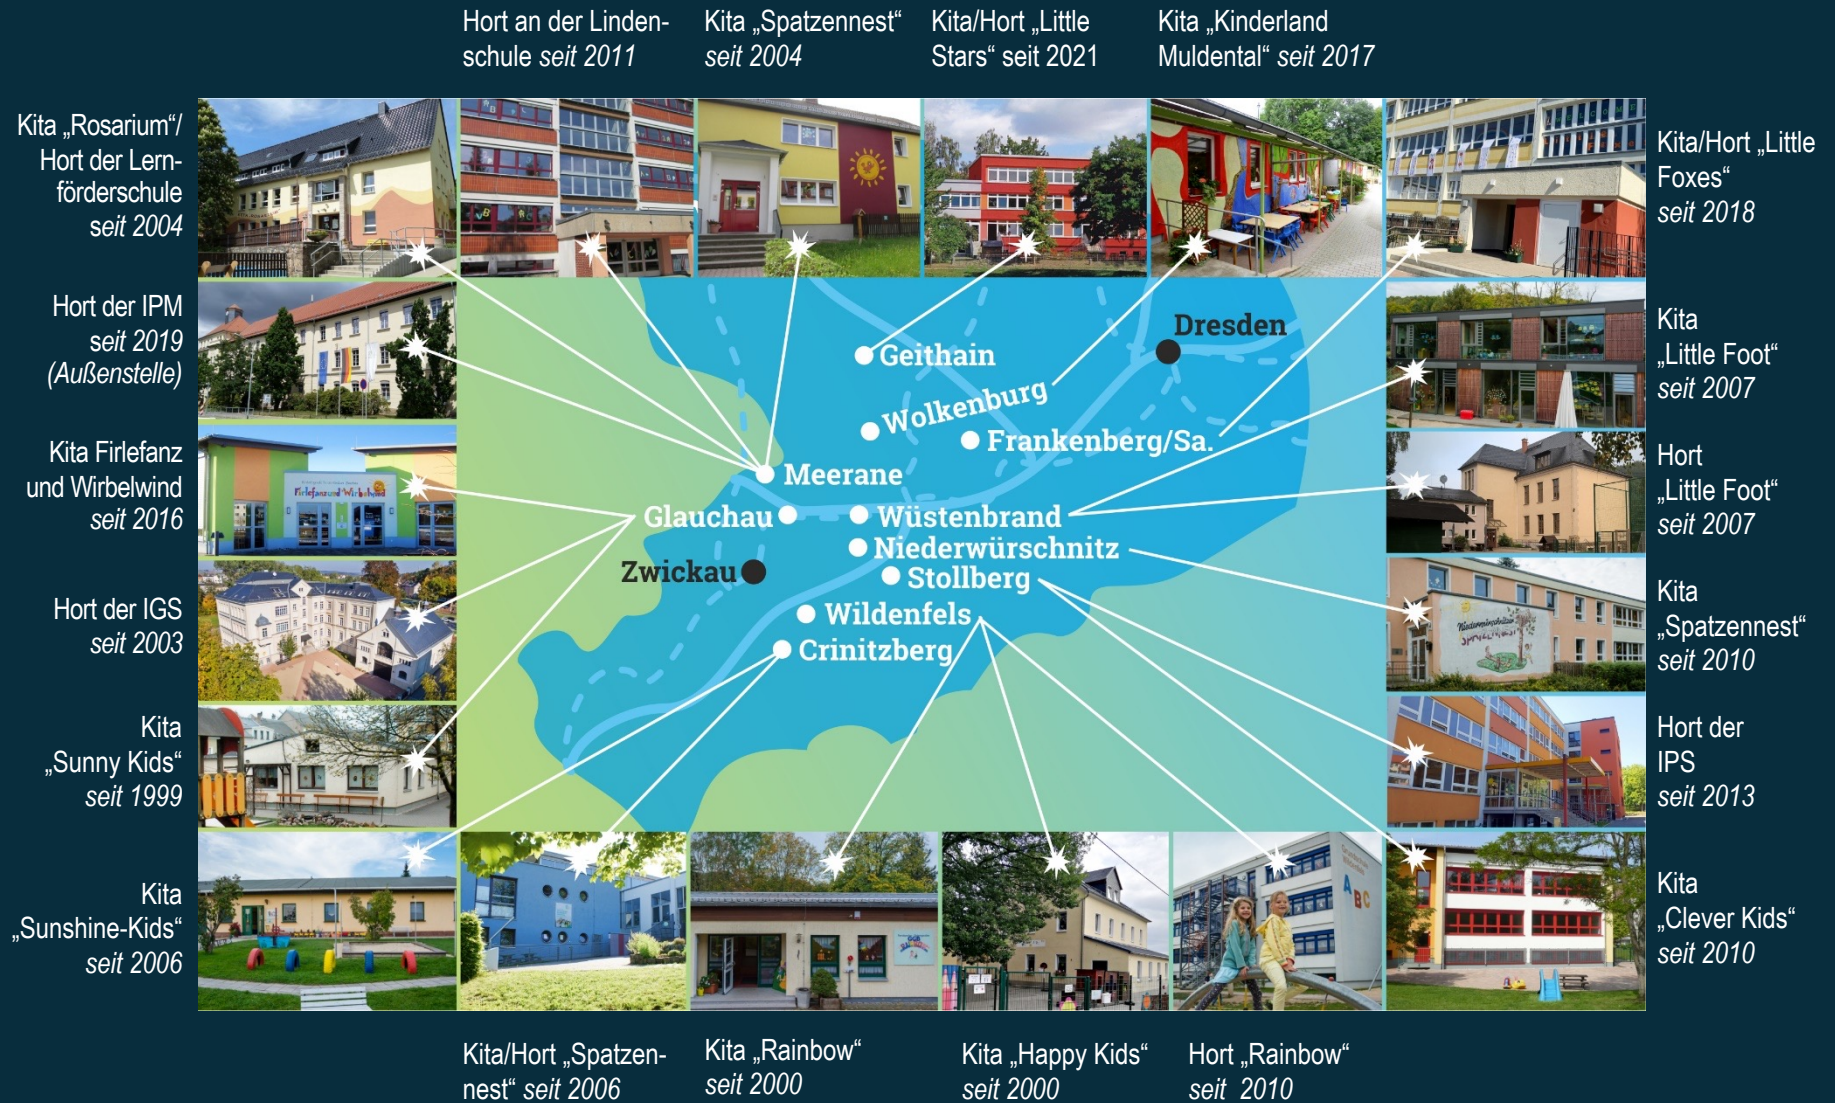 Hort an der Linden-
schule seit 2011
Kita „Spatzennest“
seit 2004
Kita/Hort „Little
Stars“ seit 2021
Kita „Kinderland
Muldental“ seit 2017
Kita „Rosarium“/
Hort der Lern-
förderschule
seit 2004
Hort der IPM
seit 2019
(Außenstelle)
Kita Firlefanz
und Wirbelwind
seit 2016
Hort der IGS
seit 2003
Kita
„Sunny Kids“
seit 1999
Kita
„Sunshine-Kids“
seit 2006
Firlefanz und Wirbelwind
Dresden
Geithain
Wolkenburg
Frankenberg/Sa.
Meerane
Glauchau
Wüstenbrand
Niederwürschnitz
Zwickau
Stollberg
Wildenfels
Crinitzberg
Niederwürschnitzer
Spatzennest
A
B
C
Kita/Hort „Little
Foxes“
seit 2018
Kita
„Little Foot“
seit 2007
Hort
„Little Foot“
seit 2007
Kita
„Spatzennest“
seit 2010
Hort der
IPS
seit 2013
Kita
„Clever Kids“
seit 2010
Kita/Hort „Spatzen-
nest“ seit 2006
Kita „Rainbow“
seit 2000
Kita „Happy Kids“
seit 2000
Hort „Rainbow“
seit 2010